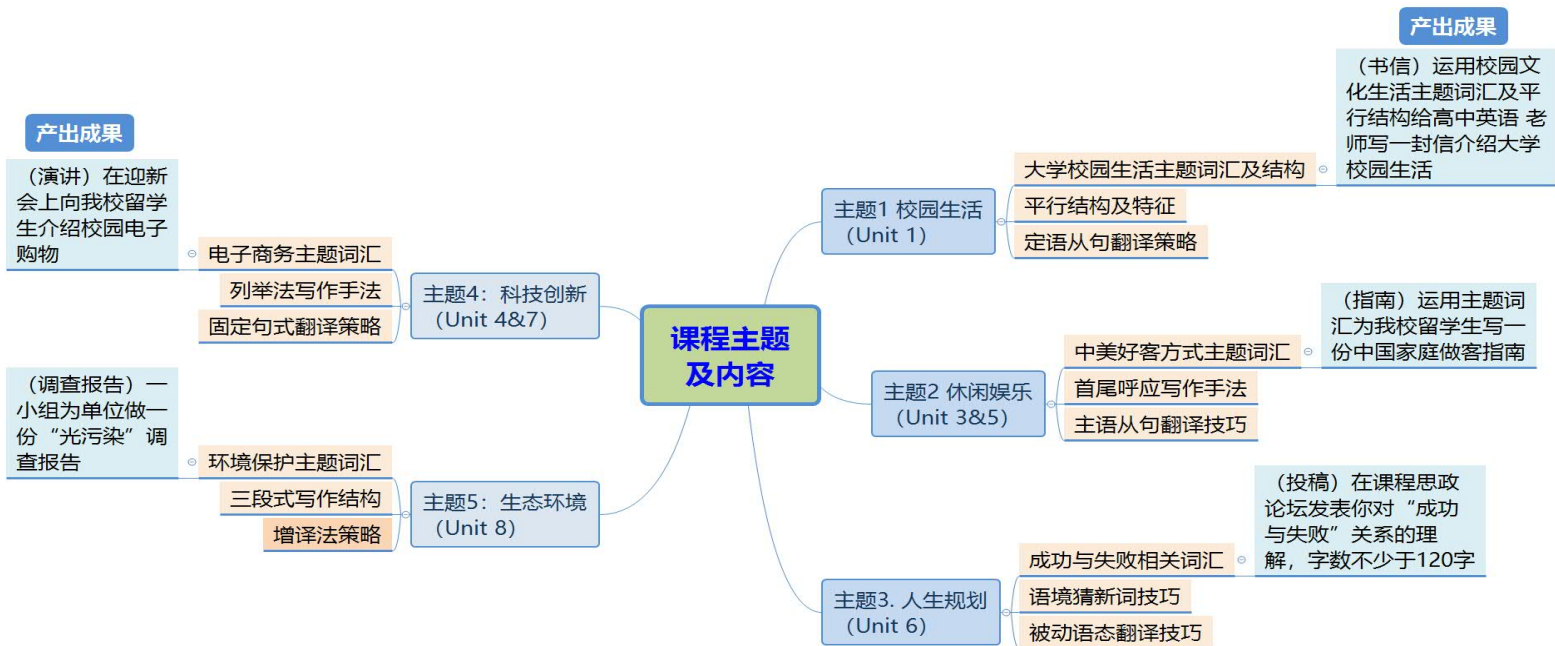 课程主题
及内容
产出成果
(书信)运用校园文
化生活主题词汇及平
行结构给高中英语 老
师写一封信介绍大学
校园生活
大学校园生活主题词汇及结构
主题1 校园生活
(Unit 1)
平行结构及特征
定语从句翻译策略
(指南)运用主题词
汇为我校留学生写一
份中国家庭做客指南
中美好客方式主题词汇
主题2 休闲娱乐
(Unit 3&5)
首尾呼应写作手法
主语从句翻译技巧
(投稿)在课程思政
论坛发表你对“成功
与失败”关系的理
解,字数不少于120字
成功与失败相关词汇
主题3. 人生规划
(Unit 6)
语境猜新词技巧
被动语态翻译技巧
产出成果
(演讲)在迎新
会上向我校留学
生介绍校园电子
购物
电子商务主题词汇
列举法写作手法
固定句式翻译策略
主题4:科技创新
(Unit 4&7)
(调查报告)一
小组为单位做一
份“光污染”调
查报告
环境保护主题词汇
三段式写作结构
增译法策略
主题5:生态环境
(Unit 8)